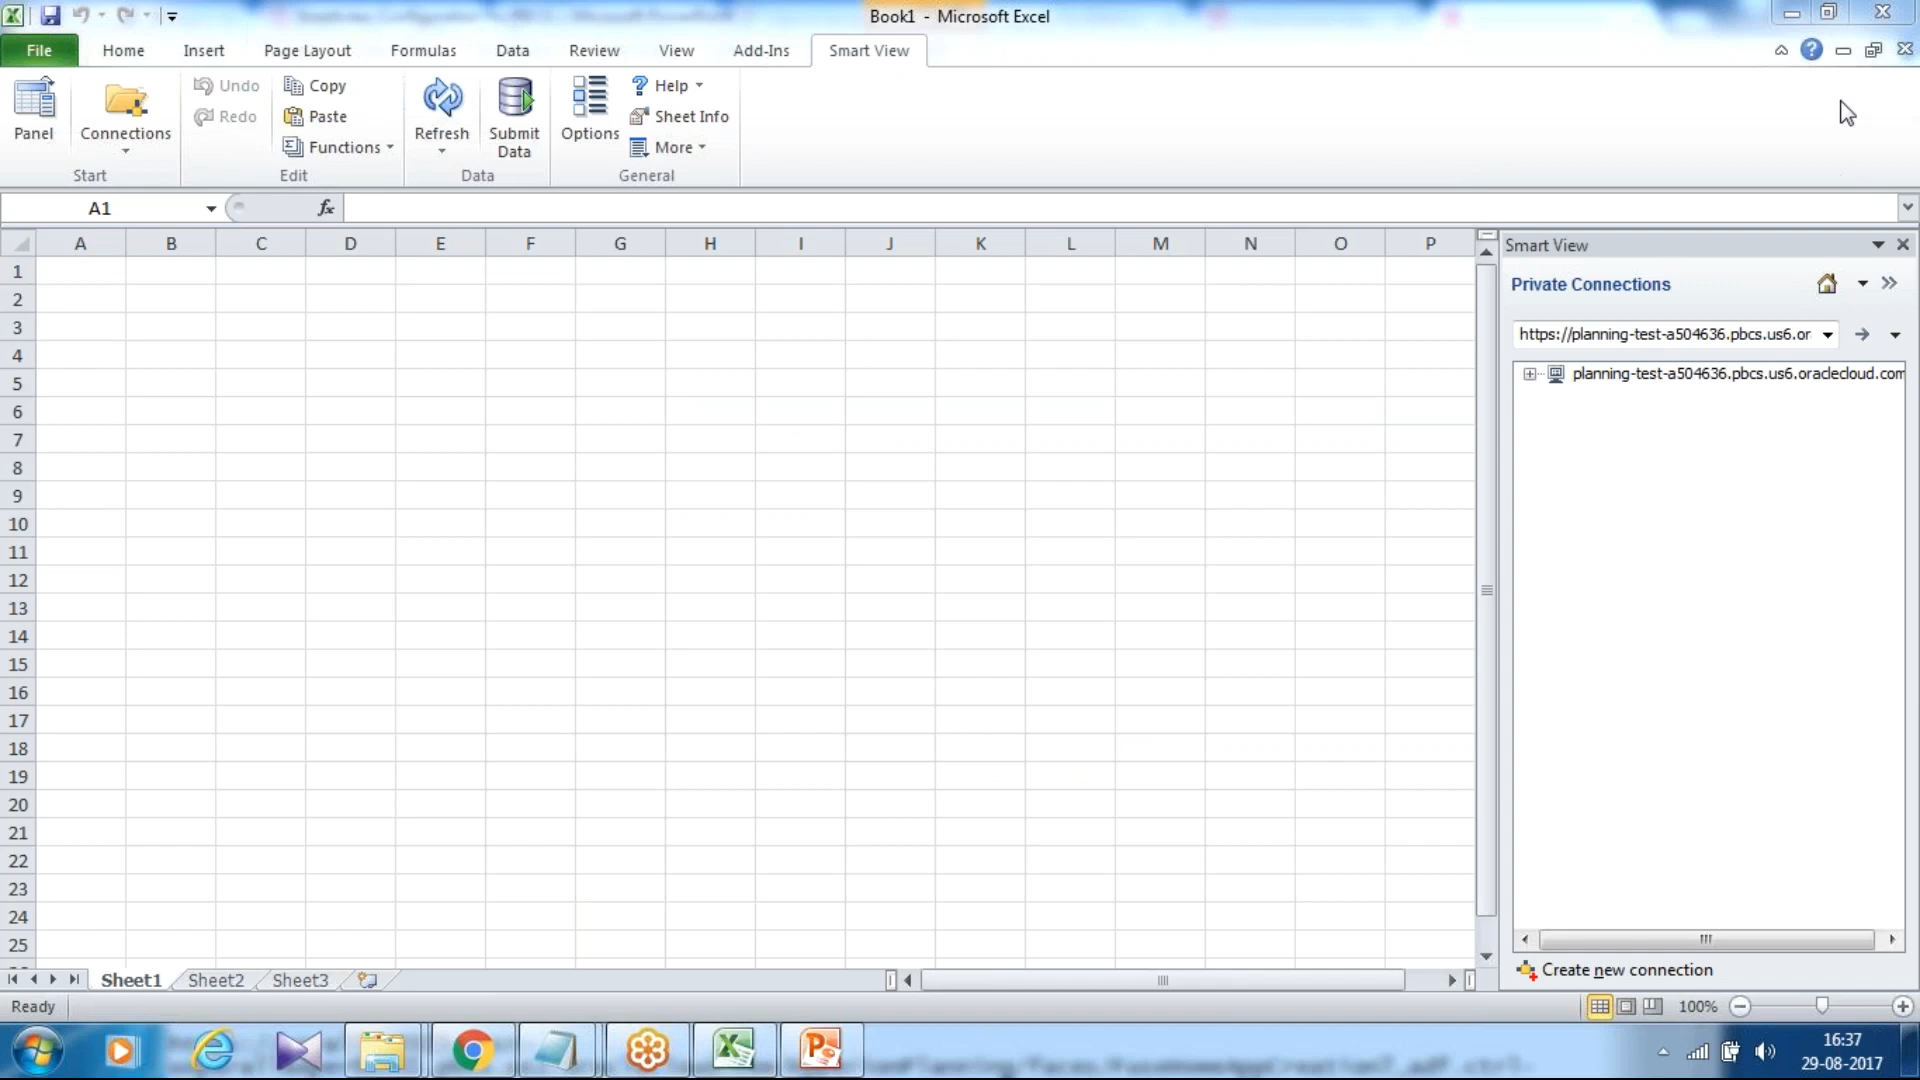 Book1 - Microsoft Excel
File Home Insert Page Layout Formulas Data Review View Add-Ins Smart View
Panel
Connections
Start
Undo
Redo
Copy
Paste
Functions
Edit
Refresh
Submit Data
Data
Options
Help
Sheet Info
More
General
A1 fx
A B C D E F G H I J K L M N O P
1
2
3
4
5
6
7
8
9
10
11
12
13
14
15
16
17
18
19
20
21
22
23
24
25
Smart View
Private Connections
https://planning-test-a504636.pbcs.us6.or
planning-test-a504636.pbcs.us6.oraclecloud.com
Create new connection
Sheet1 Sheet2 Sheet3
Ready
100%
16:37
29-08-2017